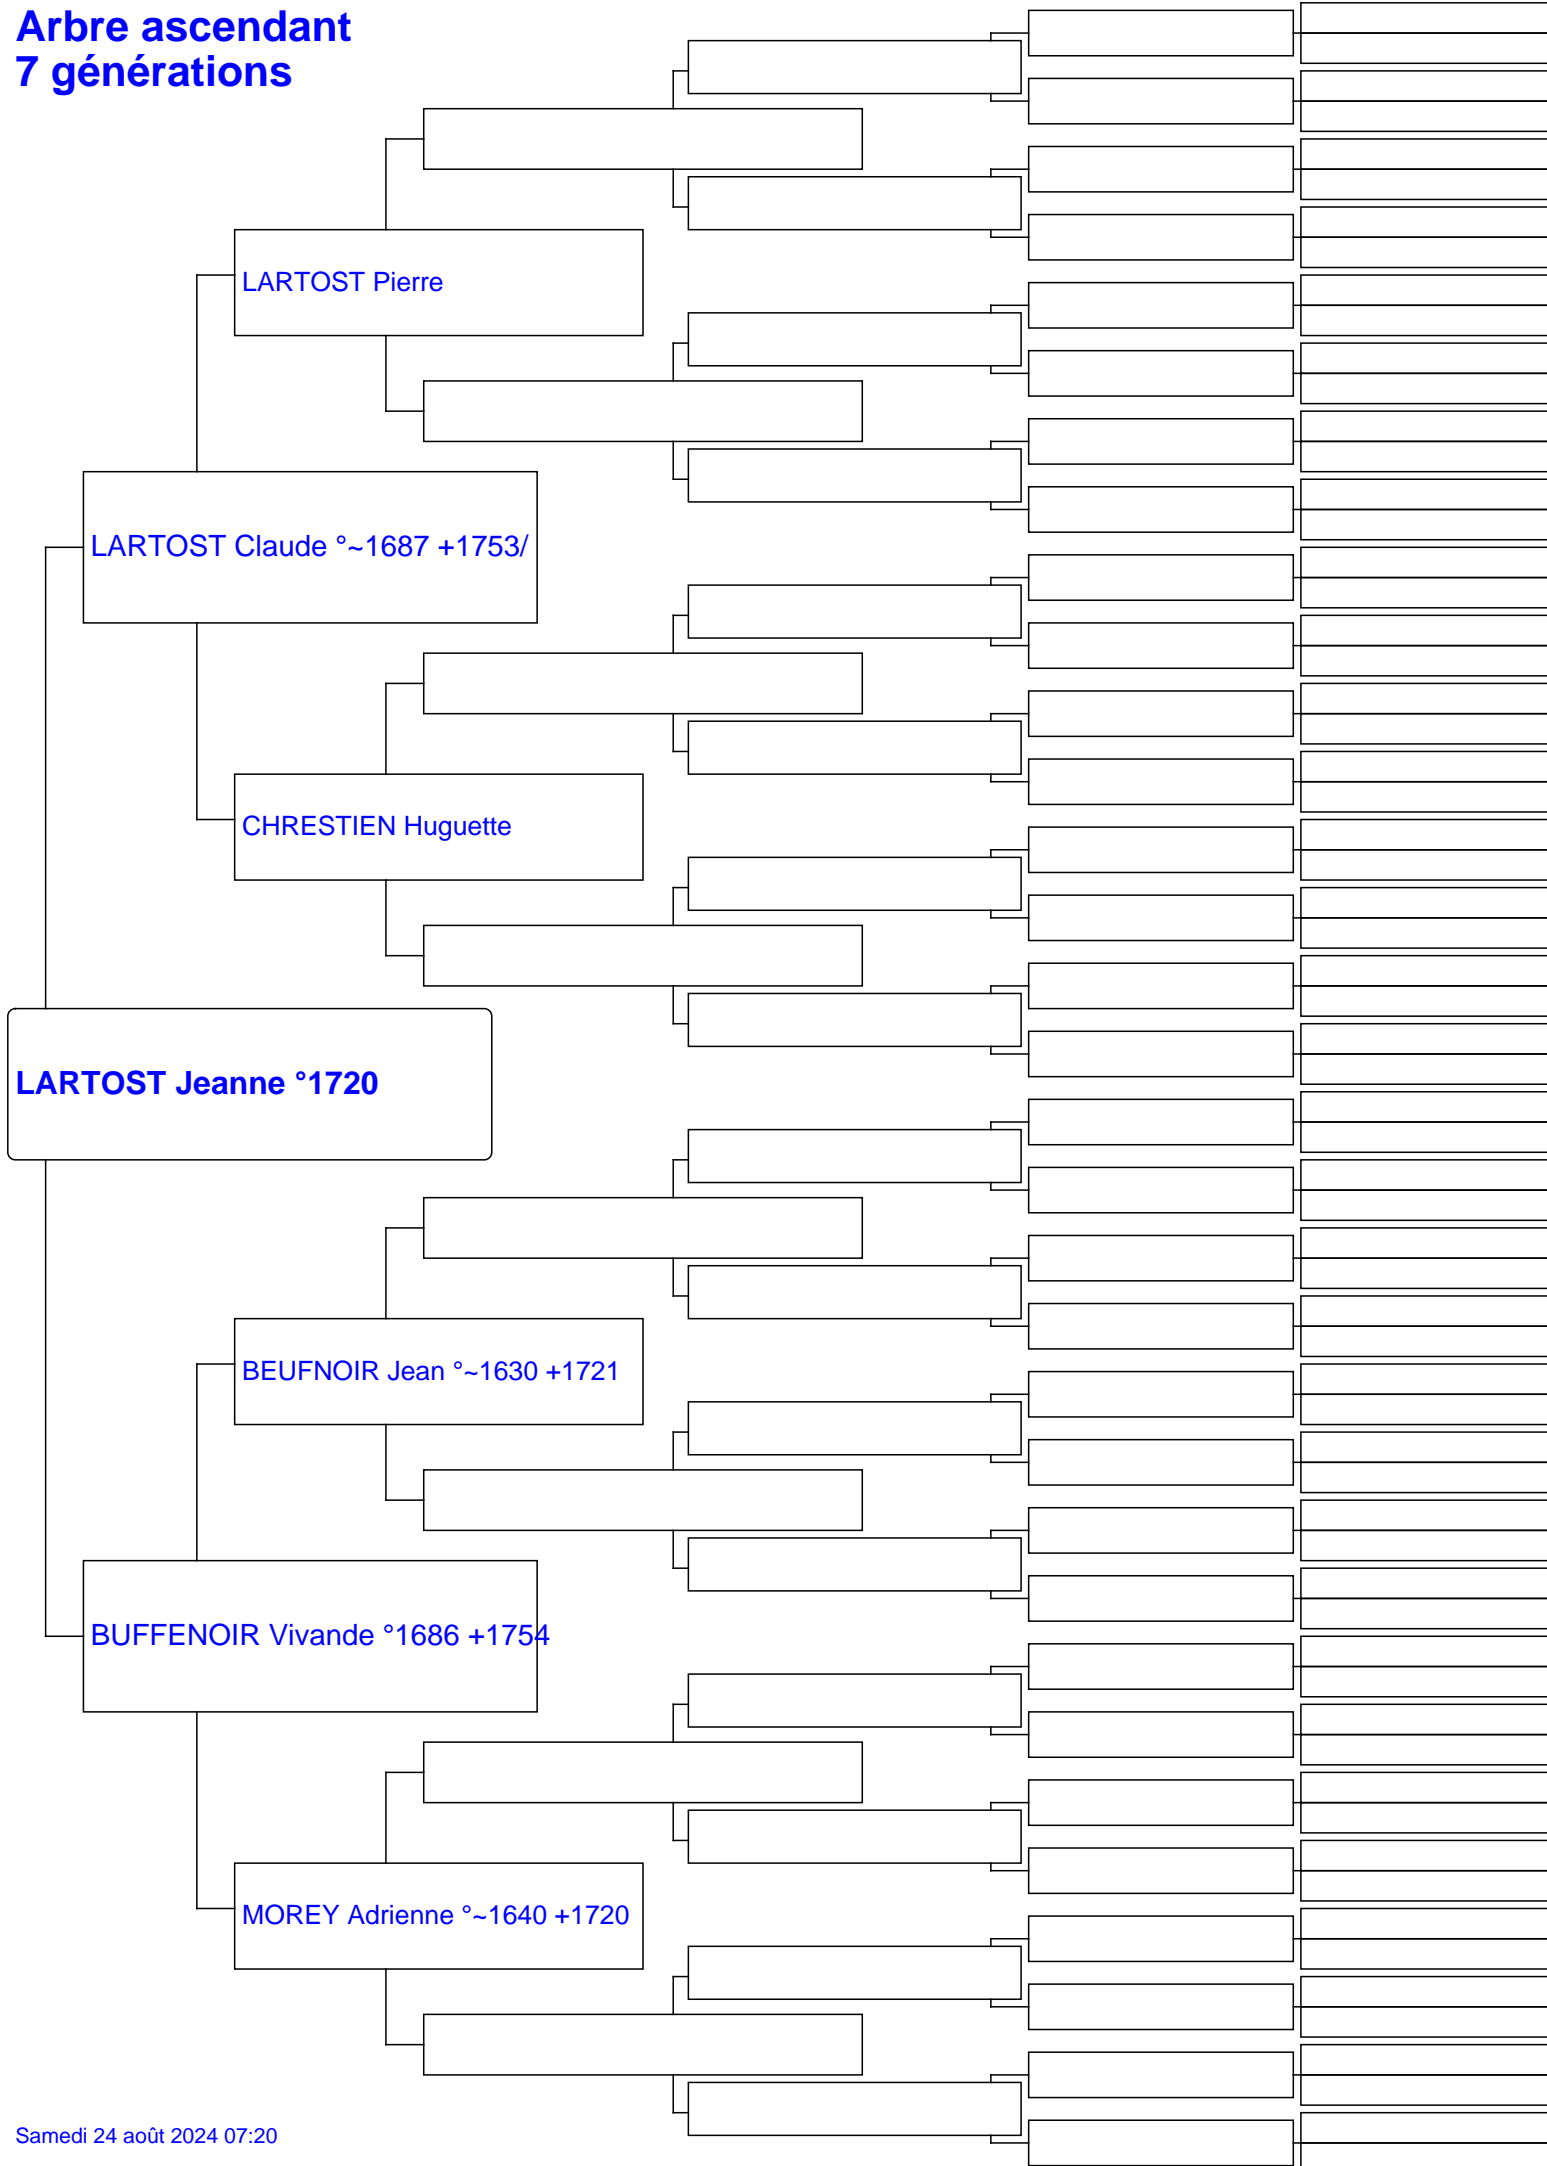 Arbre ascendant
7 générations
LARTOST Pierre
LARTOST Claude °~1687 +1753/
CHRESTIEN Huguette
LARTOST Jeanne °1720
BEUFNOIR Jean °~1630 +1721
BUFFENOIR Vivande °1686 +1754
MOREY Adrienne °~1640 +1720
Samedi 24 août 2024 07:20